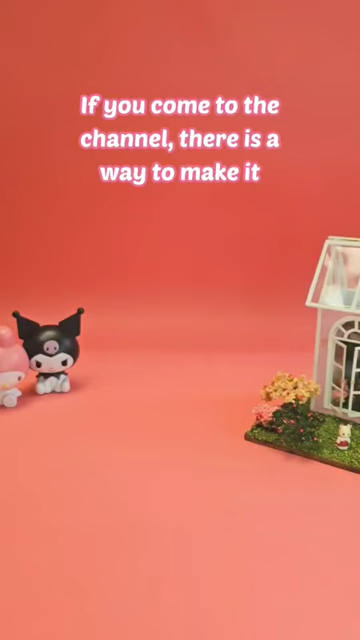 If you come to the
channel, there is a
way to make it